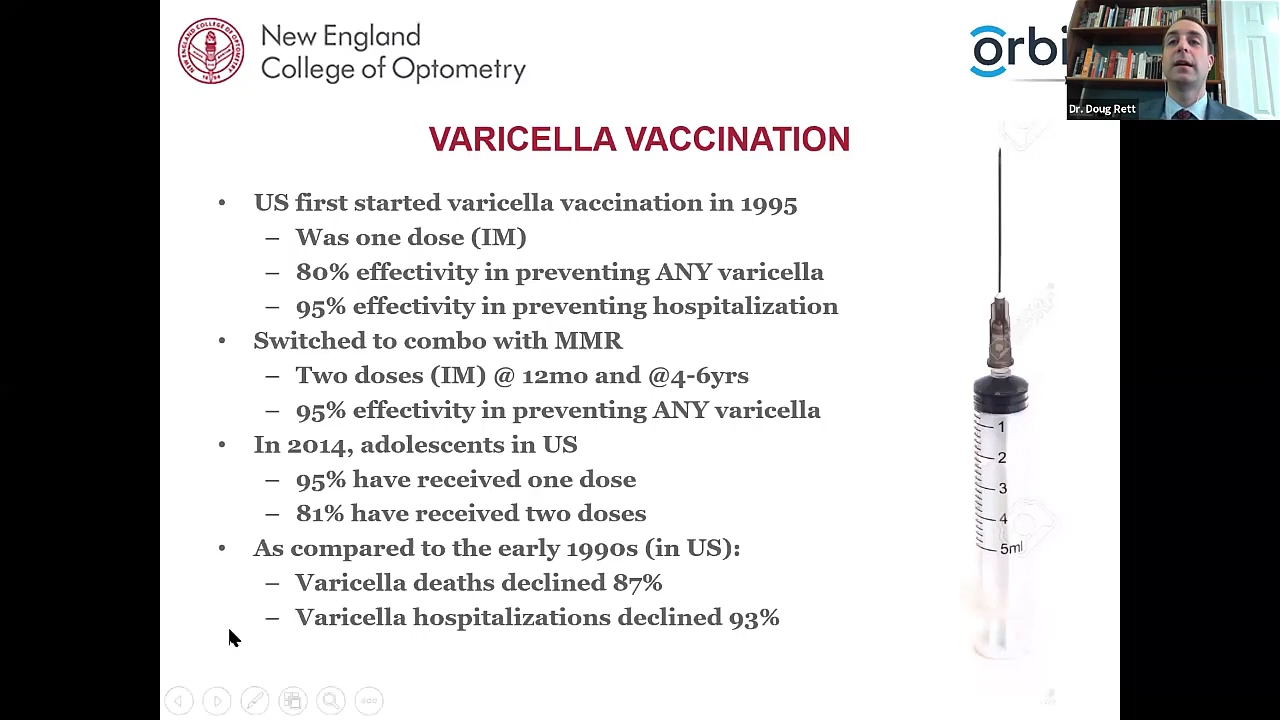 New England
College of Optometry
orbi
Dr. Doug Rett
VARICELLA VACCINATION
• US first started varicella vaccination in 1995
– Was one dose (IM)
– 80% effectivity in preventing ANY varicella
– 95% effectivity in preventing hospitalization
• Switched to combo with MMR
– Two doses (IM) @ 12mo and @4-6yrs
– 95% effectivity in preventing ANY varicella
• In 2014, adolescents in US
– 95% have received one dose
– 81% have received two doses
• As compared to the early 1990s (in US):
– Varicella deaths declined 87%
– Varicella hospitalizations declined 93%
1
2
3
4
5ml